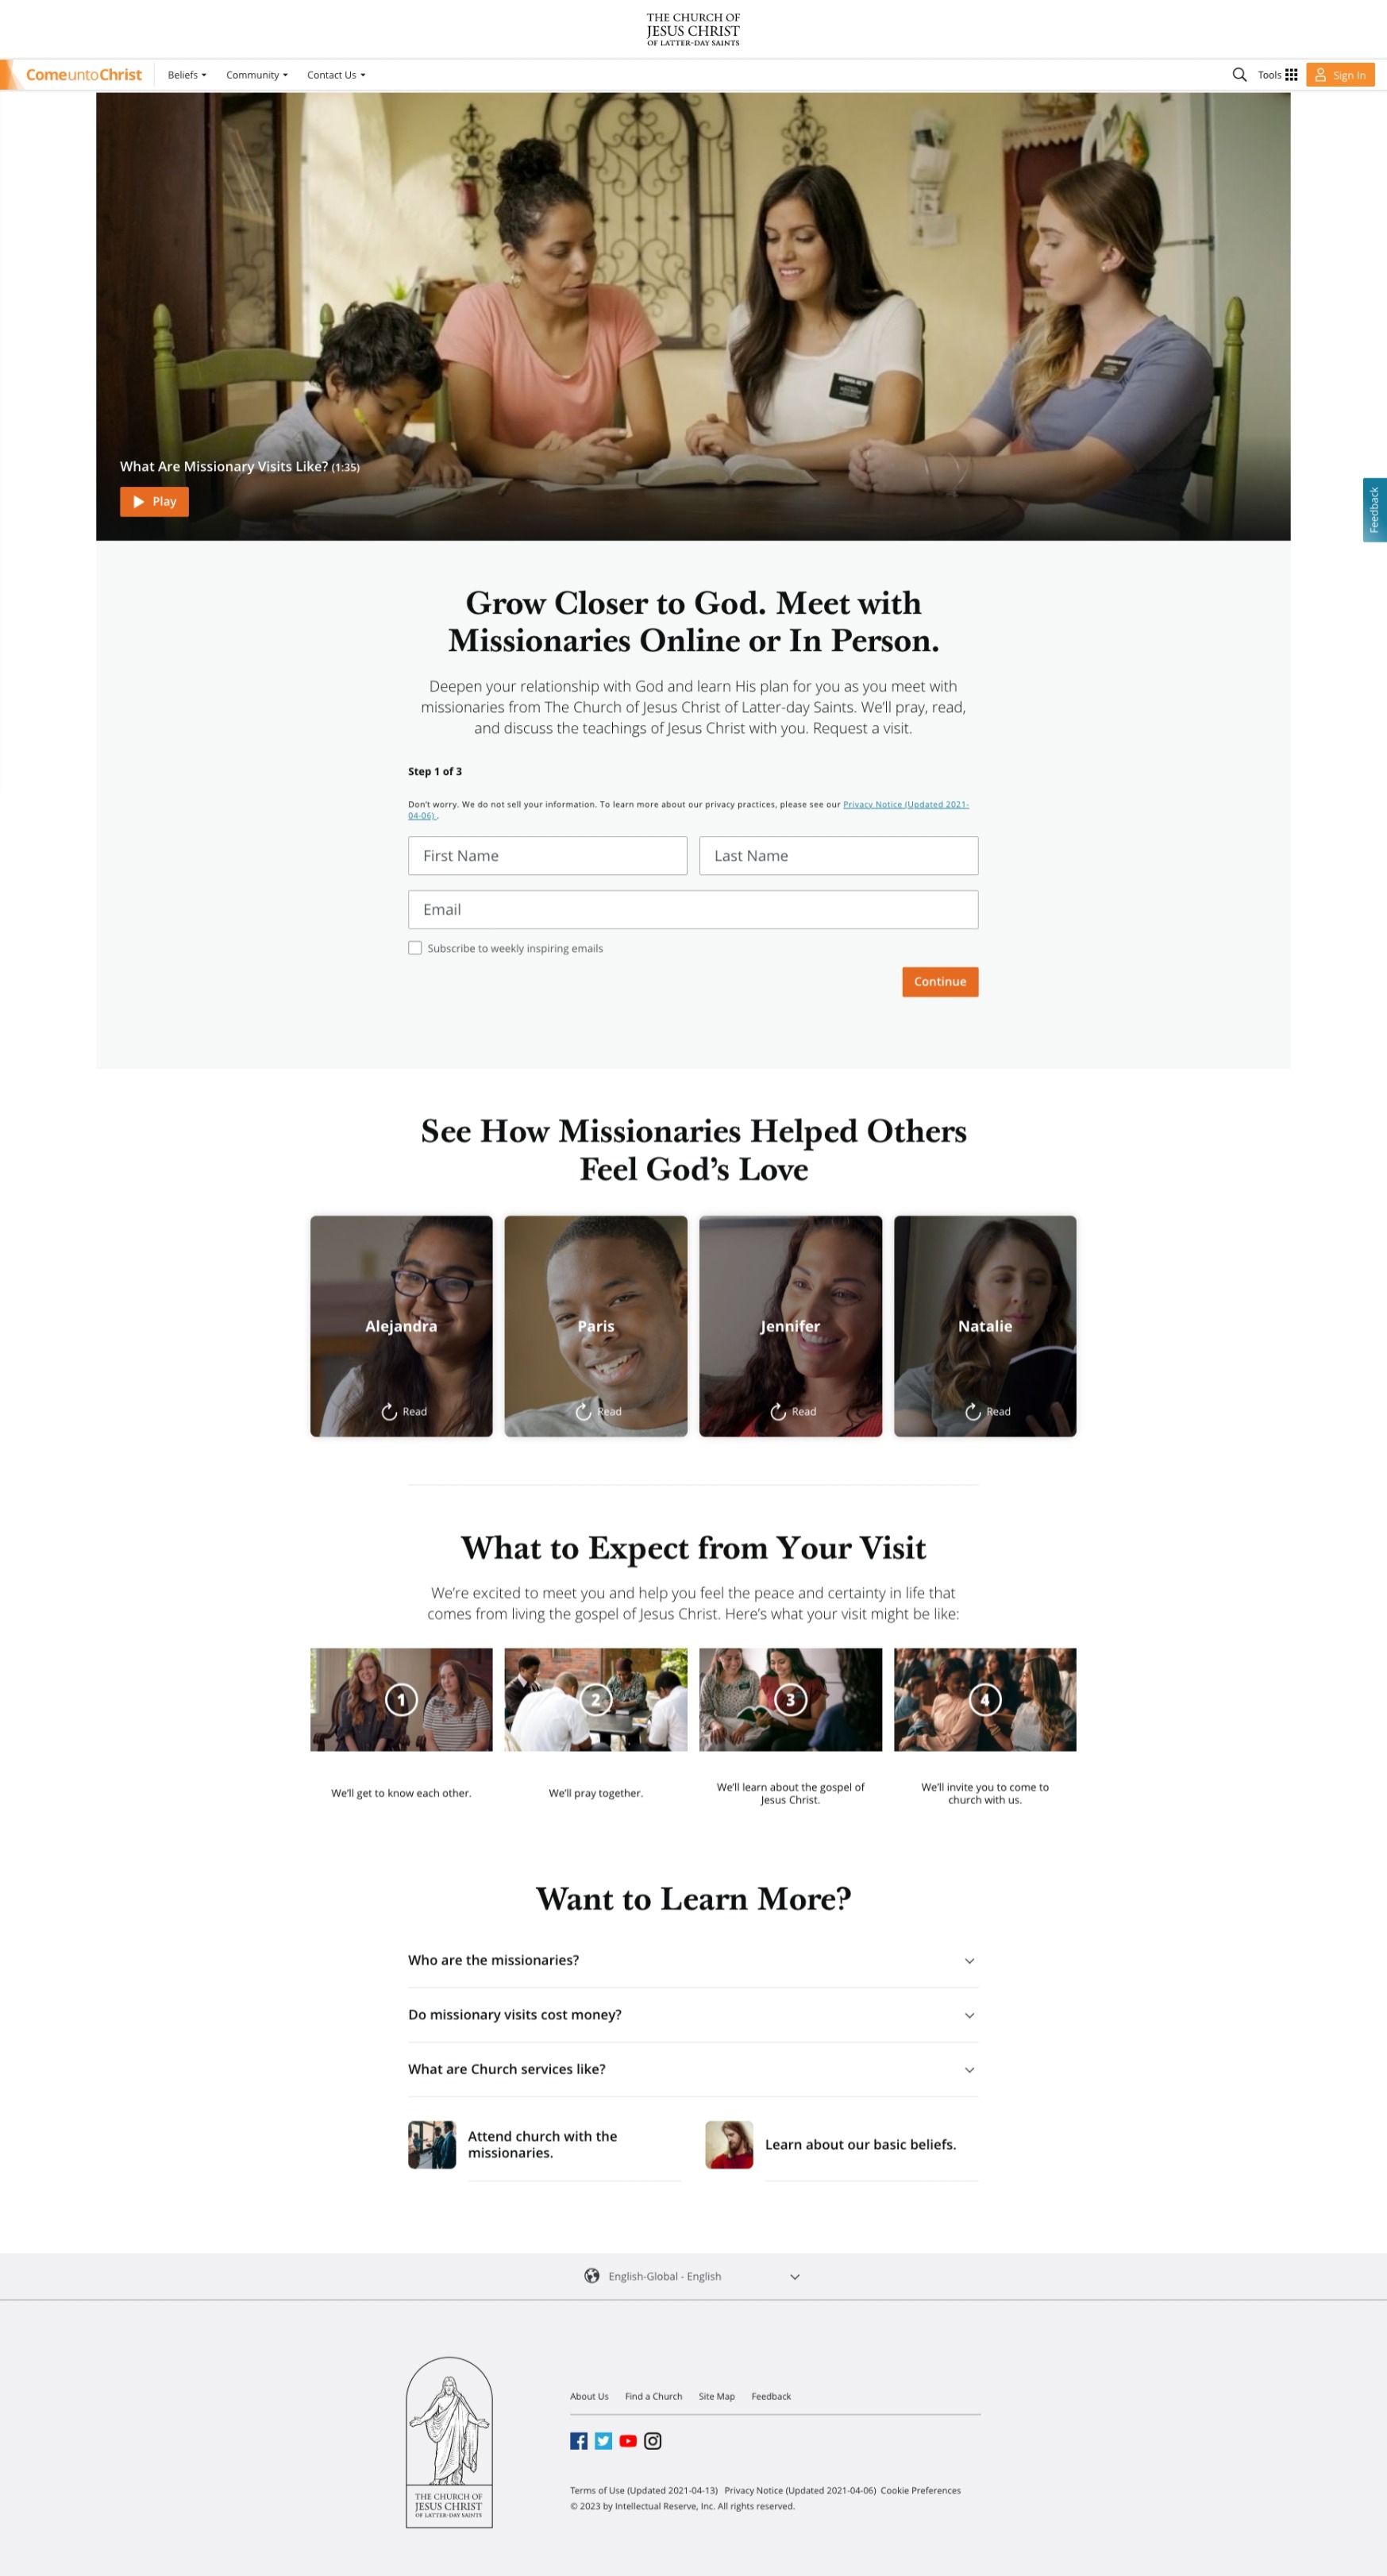 THE CHURCH OF
JESUS CHRIST
OF LATTER-DAY SAINTS
ComeuntoChrist
Beliefs
Community
Contact Us
Tools
Sign In
What Are Missionary Visits Like? (1:35)
Play
Feedback
Grow Closer to God. Meet with
Missionaries Online or In Person.
Deepen your relationship with God and learn His plan for you as you meet with
missionaries from The Church of Jesus Christ of Latter-day Saints. We'll pray, read,
and discuss the teachings of Jesus Christ with you. Request a visit.
Step 1 of 3
Don't worry. We do not sell your information. To learn more about our privacy practices, please see our Privacy Notice (Updated 2021-
04-06) .
First Name
Last Name
Email
Subscribe to weekly inspiring emails
Continue
See How Missionaries Helped Others
Feel God's Love
Alejandra
Read
Paris
Read
Jennifer
Read
Natalie
Read
What to Expect from Your Visit
We're excited to meet you and help you feel the peace and certainty in life that
comes from living the gospel of Jesus Christ. Here's what your visit might be like:
1
We'll get to know each other.
2
We'll pray together.
3
We'll learn about the gospel of
Jesus Christ.
4
We'll invite you to come to
church with us.
Want to Learn More?
Who are the missionaries?
Do missionary visits cost money?
What are Church services like?
Attend church with the
missionaries.
Learn about our basic beliefs.
English-Global - English
THE CHURCH OF
JESUS CHRIST
OF LATTER-DAY SAINTS
About Us
Find a Church
Site Map
Feedback
Terms of Use (Updated 2021-04-13) Privacy Notice (Updated 2021-04-06) Cookie Preferences
© 2023 by Intellectual Reserve, Inc. All rights reserved.